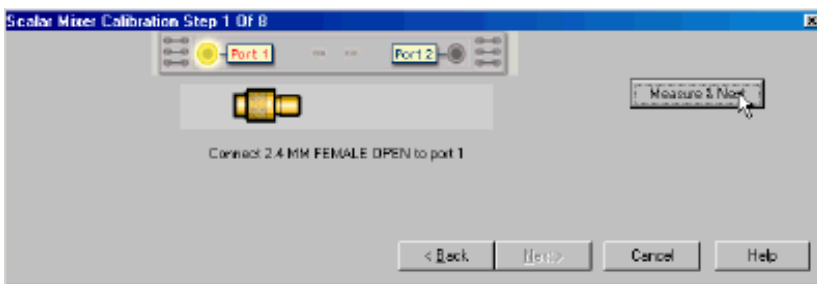 Scalar Mixer Calibration Step 1 Of 8
Port 1
Port 2
Measure & Next
Connect 2.4 MM FEMALE OPEN to port 1
< Back
Next>
Cancel
Help